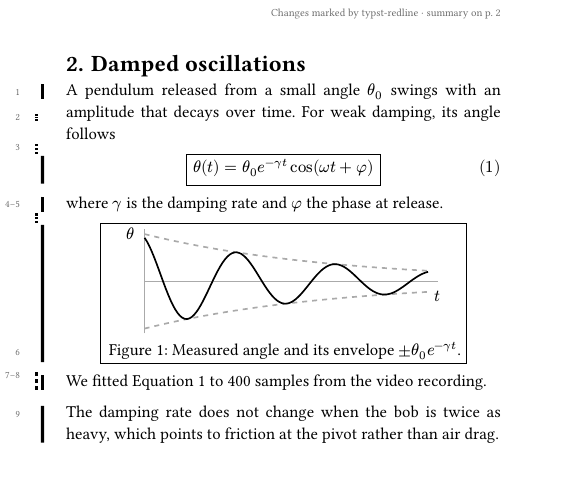 Changes marked by typst-redline · summary on p. 2
2. Damped oscillations
1 A pendulum released from a small angle θ₀ swings with an
2 amplitude that decays over time. For weak damping, its angle
3 follows
θ(t) = θ₀e^{−γt} cos(ωt + φ) (1)
4–5 where γ is the damping rate and φ the phase at release.
θ
t
6 Figure 1: Measured angle and its envelope ±θ₀e^{−γt}.
7–8 We fitted Equation 1 to 400 samples from the video recording.
9 The damping rate does not change when the bob is twice as
heavy, which points to friction at the pivot rather than air drag.